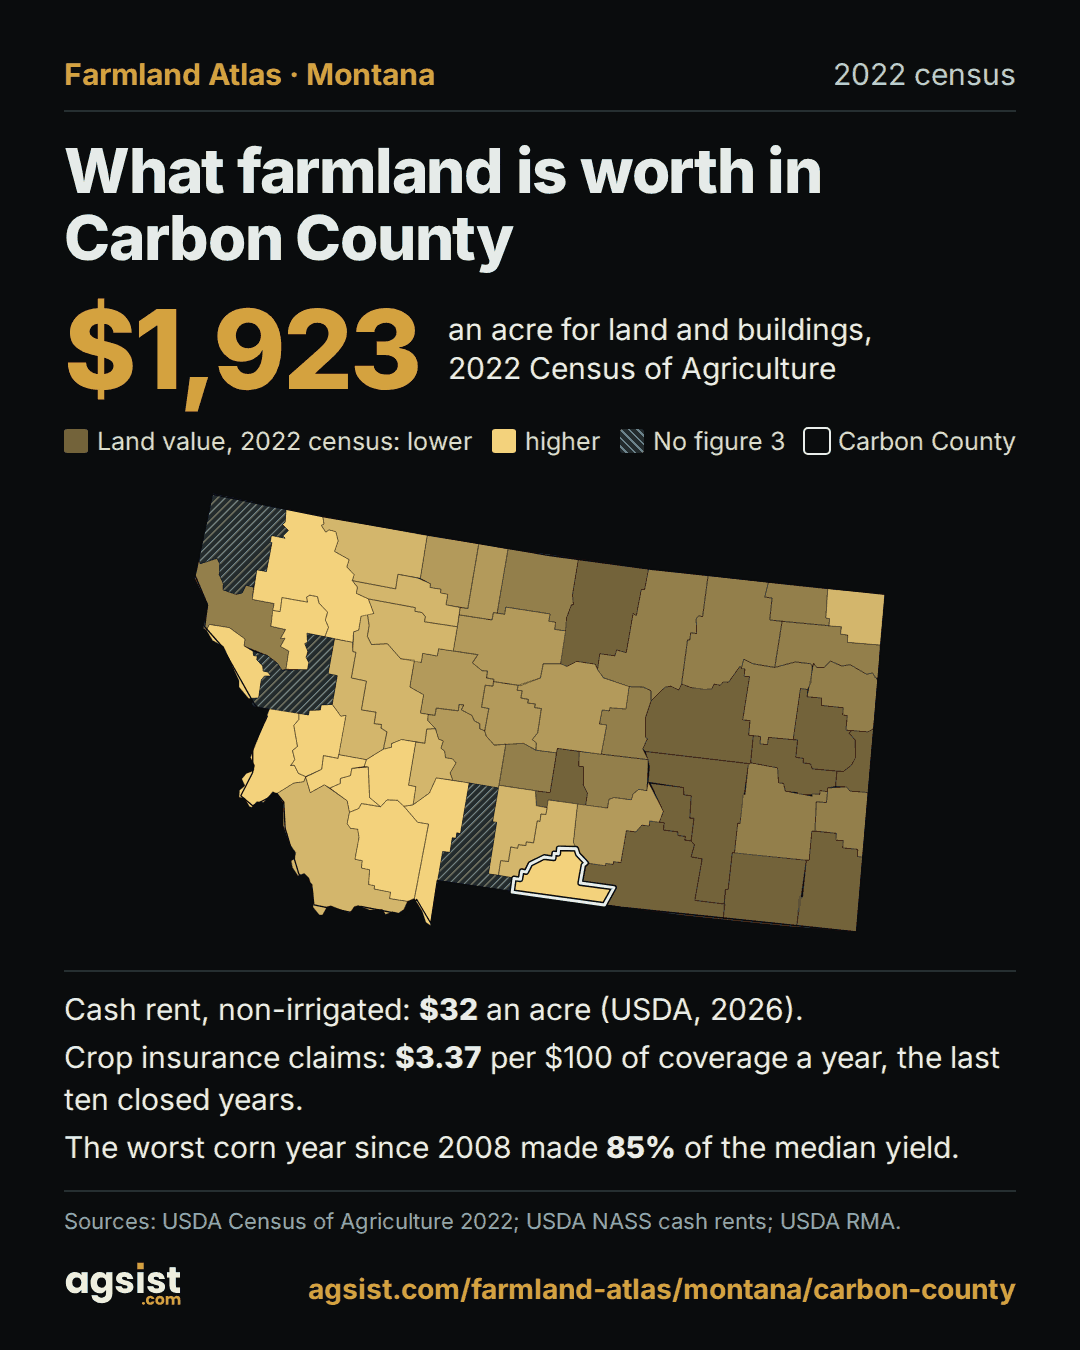 Farmland Atlas · Montana
2022 census
What farmland is worth in
Carbon County
$1,923
an acre for land and buildings,
2022 Census of Agriculture
Land value, 2022 census: lower
higher
No figure 3
Carbon County
Cash rent, non-irrigated: $32 an acre (USDA, 2026).
Crop insurance claims: $3.37 per $100 of coverage a year, the last
ten closed years.
The worst corn year since 2008 made 85% of the median yield.
Sources: USDA Census of Agriculture 2022; USDA NASS cash rents; USDA RMA.
agsist
.com
agsist.com/farmland-atlas/montana/carbon-county